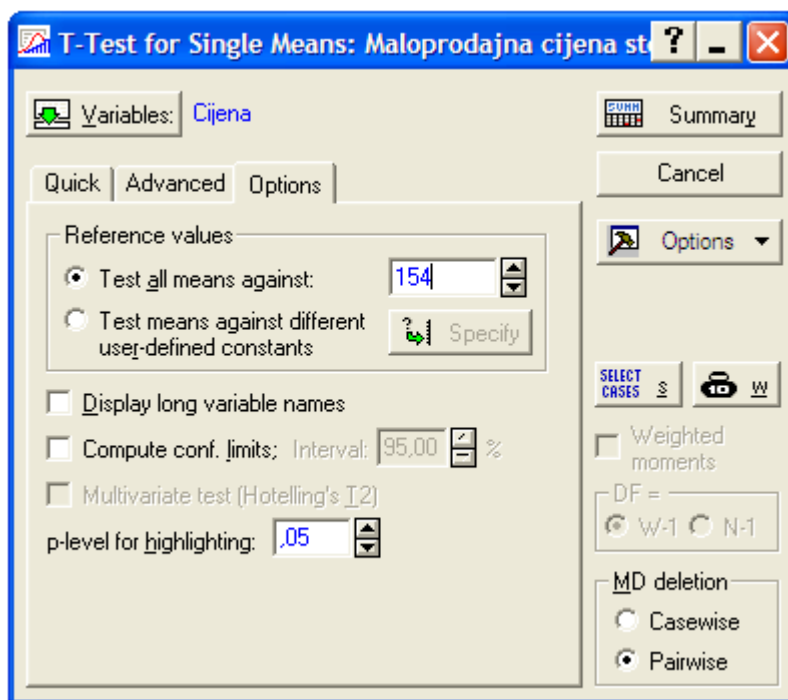 T-Test for Single Means: Maloprodajna cijena
Variables: Cijena
Quick Advanced Options
Reference values
Test all means against: 154
Test means against different
user-defined constants
? Specify
Display long variable names
Compute conf. limits; Interval: 95,00 %
Multivariate test (Hotelling's T2)
p-level for highlighting: ,05
SUMM Summary
Cancel
Options
SELECT
CASES S
W
Weighted
moments
DF =
W-1 N-1
MD deletion
Casewise
Pairwise